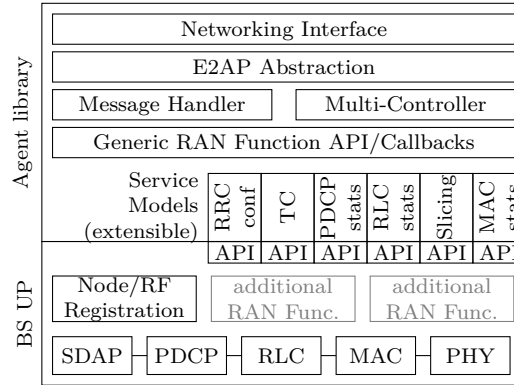 Agent library
Networking Interface
E2AP Abstraction
Message Handler
Multi-Controller
Generic RAN Function API/Callbacks
Service
Models
(extensible)
RRC
conf
TC
PDCP
stats
RLC
stats
Slicing
MAC
stats
API
API
API
API
API
API
BS UP
Node/RF
Registration
additional
RAN Func.
additional
RAN Func.
SDAP
PDCP
RLC
MAC
PHY